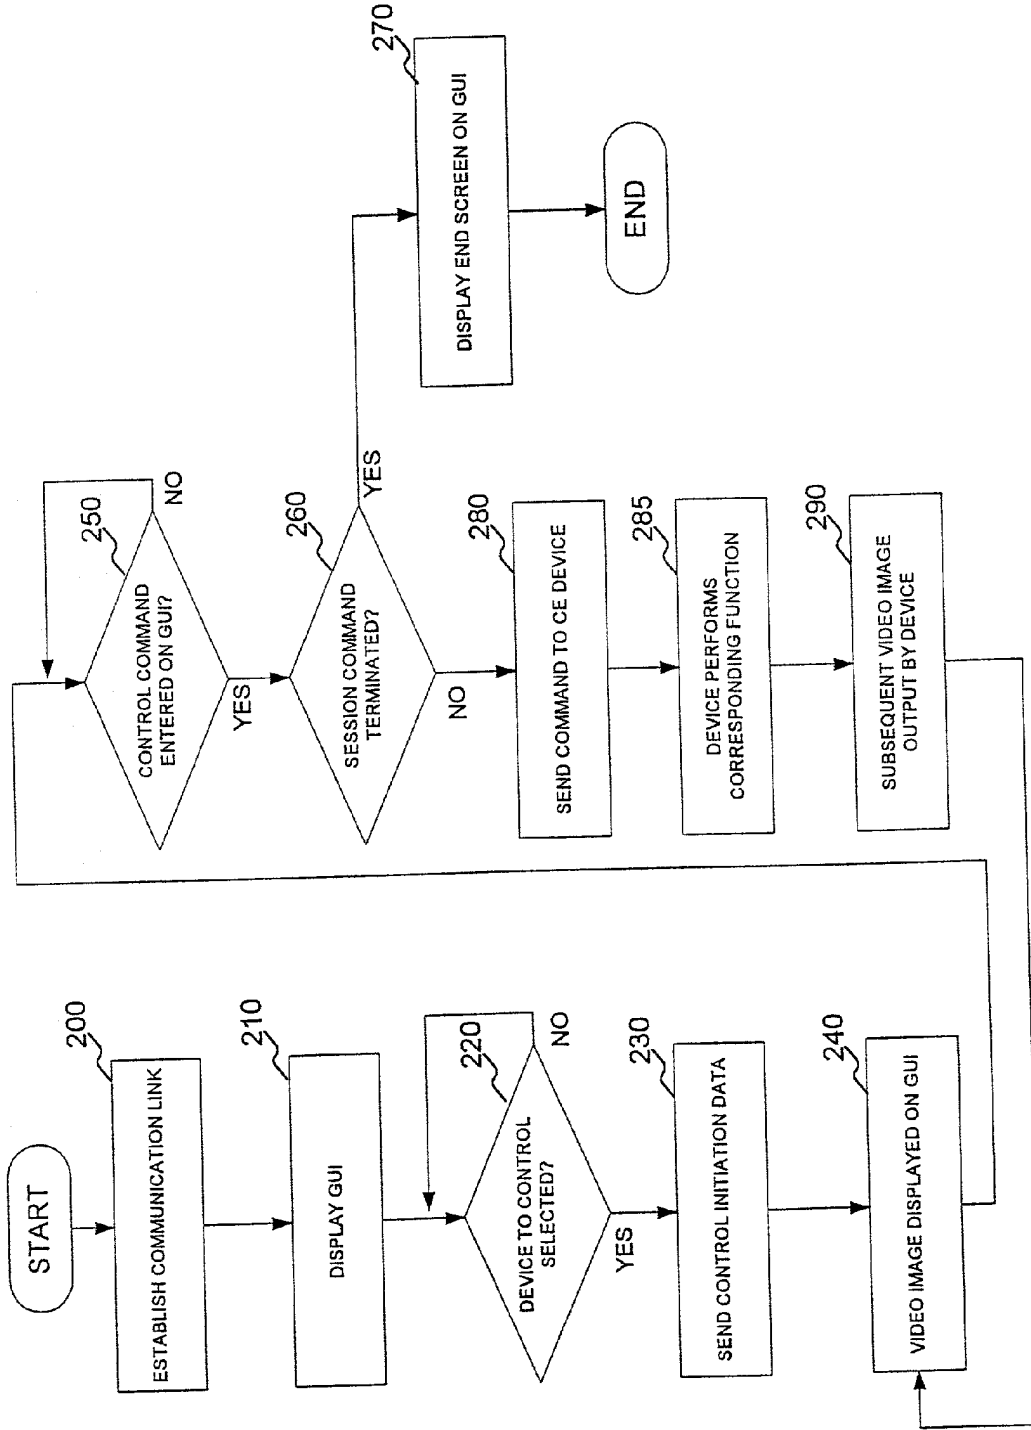 START
200
ESTABLISH COMMUNICATION LINK
210
DISPLAY GUI
220
DEVICE TO CONTROL
SELECTED?
NO
YES
230
SEND CONTROL INITIATION DATA
240
VIDEO IMAGE DISPLAYED ON GUI
250
CONTROL COMMAND
ENTERED ON GUI?
NO
YES
260
SESSION COMMAND
TERMINATED?
YES
NO
270
DISPLAY END SCREEN ON GUI
END
280
SEND COMMAND TO CE DEVICE
285
DEVICE PERFORMS
CORRESPONDING FUNCTION
290
SUBSEQUENT VIDEO IMAGE
OUTPUT BY DEVICE